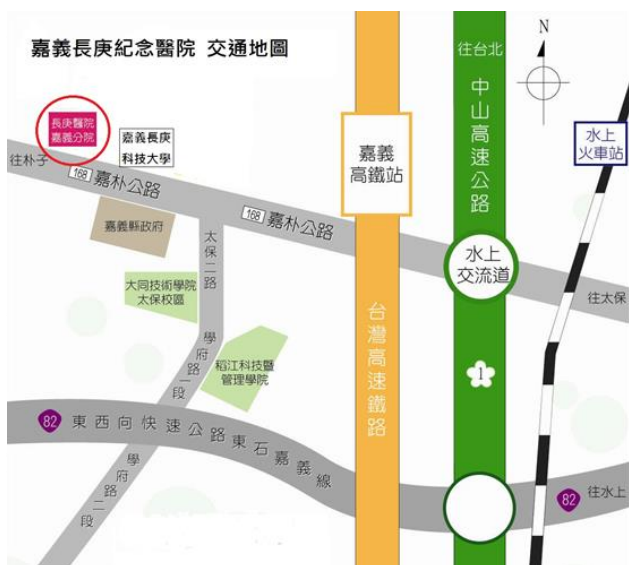 嘉義長庚紀念醫院 交通地圖
往台北
N
中山高速公路
長庚醫院
嘉義分院
嘉義長庚
科技大學
嘉義
高鐵站
水上
火車站
往朴子
168 嘉朴公路
168 嘉朴公路
嘉義縣政府
太保二路
水上
交流道
往太保
大同技術學院
太保校區
台灣高速鐵路
學府路一段
稻江科技暨
管理學院
1
82 東西向快速公路東石嘉義線
學府路二段
82 往水上